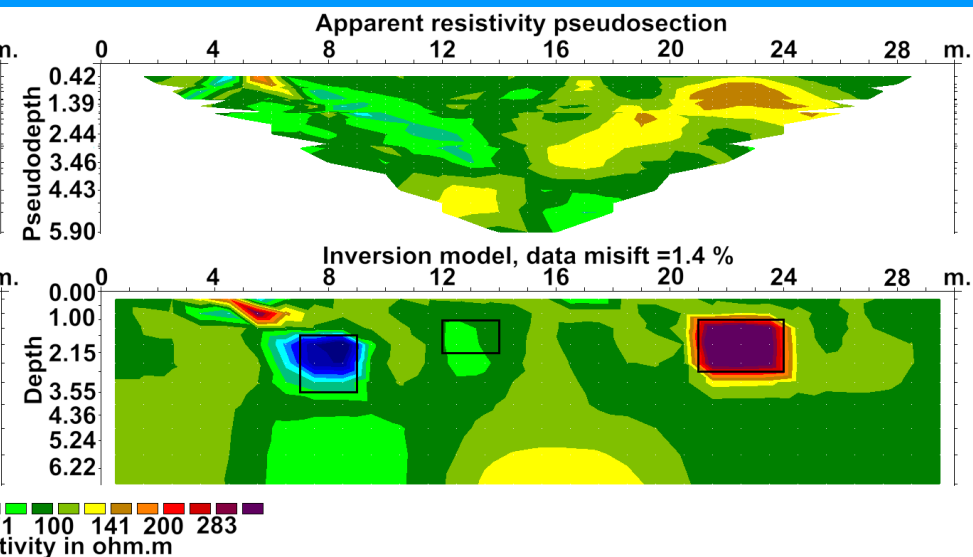 Apparent resistivity pseudosection
m. 0 4 8 12 16 20 24 28 m.
Pseudodepth
0.42
1.39
2.44
3.46
4.43
5.90
Inversion model, data misift =1.4 %
m. 0 4 8 12 16 20 24 28 m.
Depth
0.00
1.00
2.15
3.55
4.36
5.24
6.22
1 100 141 200 283
tivity in ohm.m